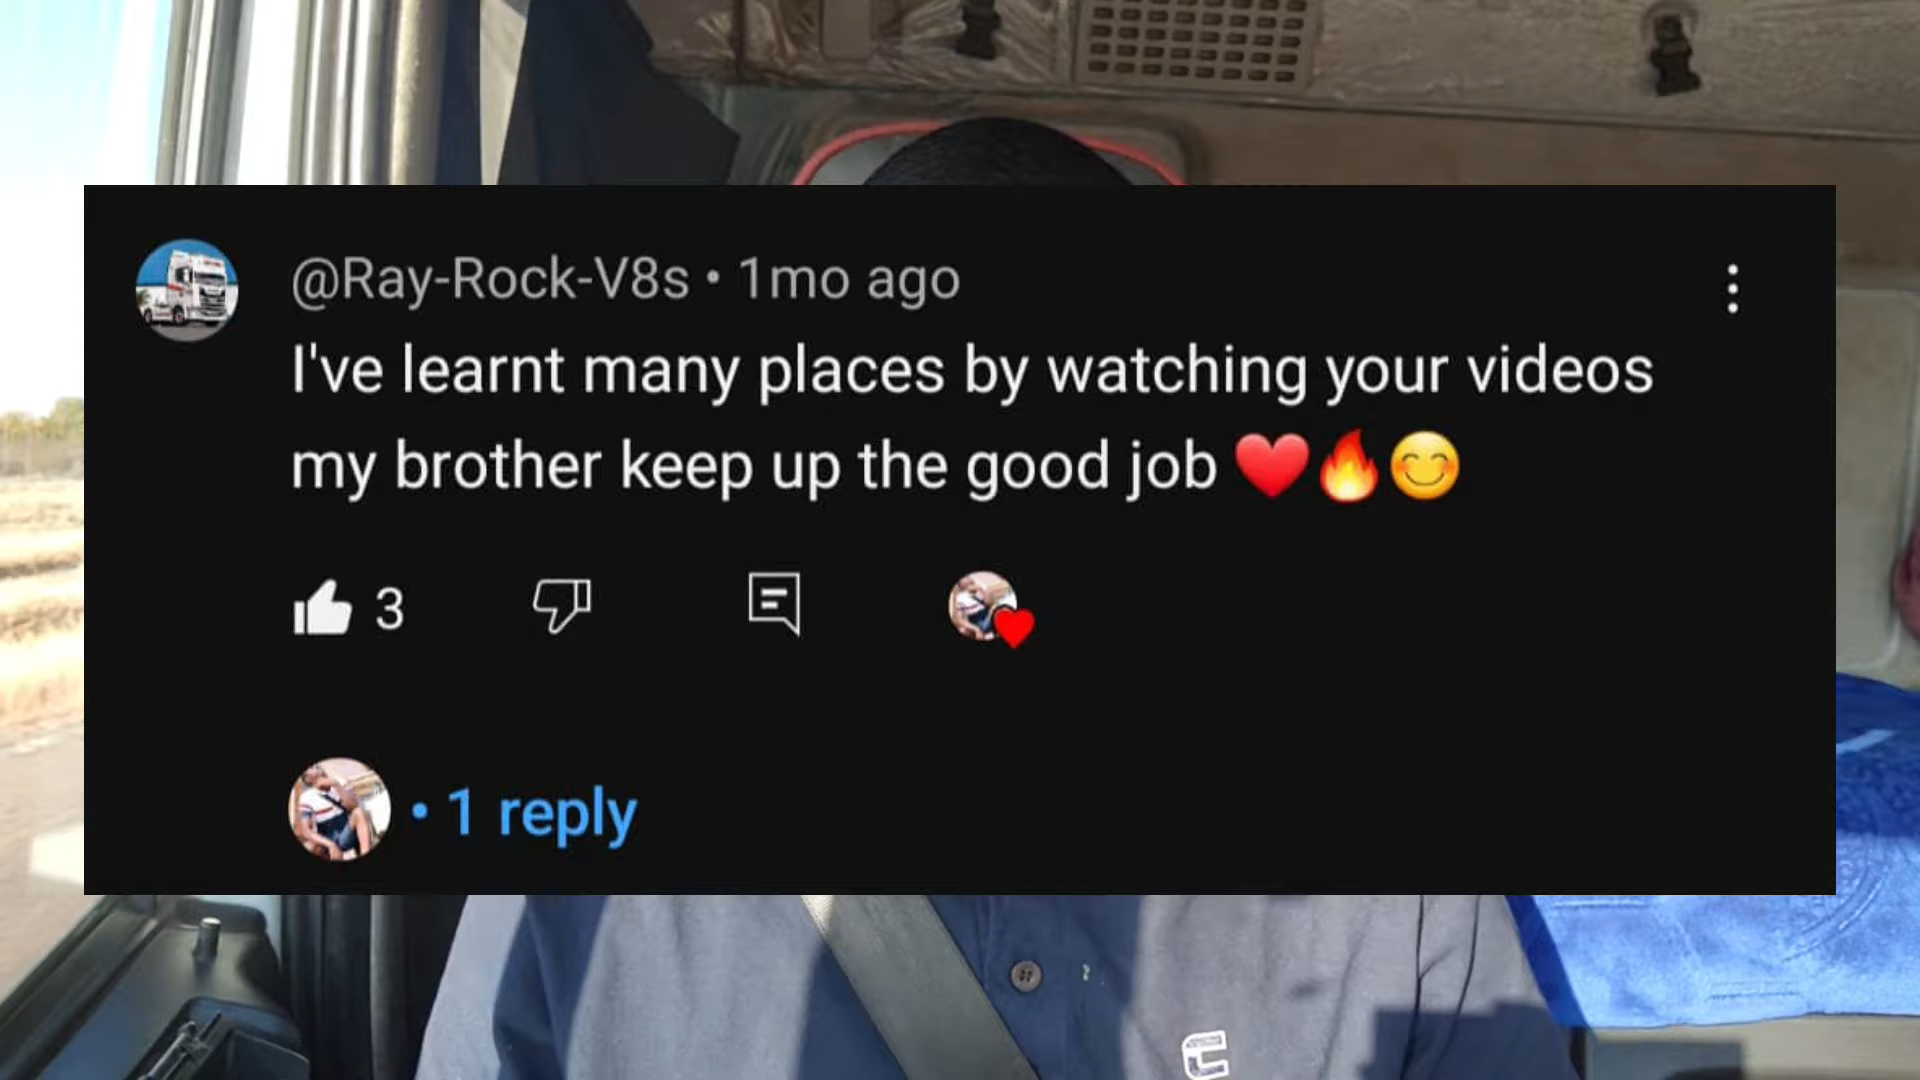 @Ray-Rock-V8s • 1mo ago
I've learnt many places by watching your videos
my brother keep up the good job ❤️🔥😊
3
• 1 reply